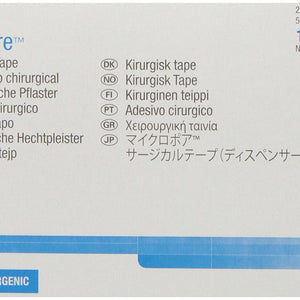 re™
ape
DK Kirurgisk tape
o chirurgical
NO Kirurgisk Tape
che Pflaster
FI Kirurginen teippi
hirurgico
PT Adesivo cirurgico
apo
GR Χειρουργική ταινία
che Hechtpleister
JP マイクロポア™
tejp
サージカルテープ(ディスペンサー
RGENIC